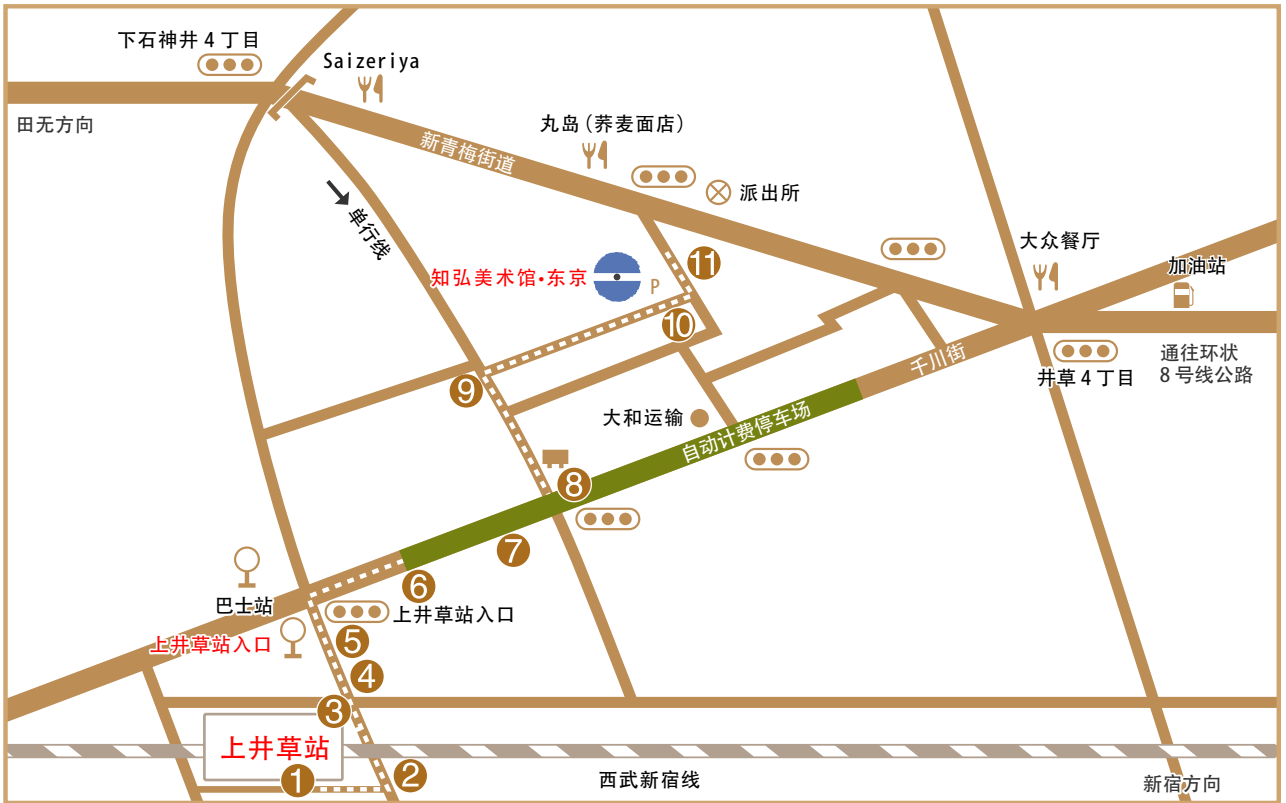 下石神井4丁目
Saizeriya
田无方向
丸岛(荞麦面店)
新青梅街道
派出所
单行线
大众餐厅
加油站
知弘美术馆•东京
P
11
10
千川街
井草4丁目
通往环状
8号线公路
9
大和运输
自动计费停车场
8
7
6
巴士站
上井草站入口
上井草站入口
5
4
3
上井草站
1
2
西武新宿线
新宿方向